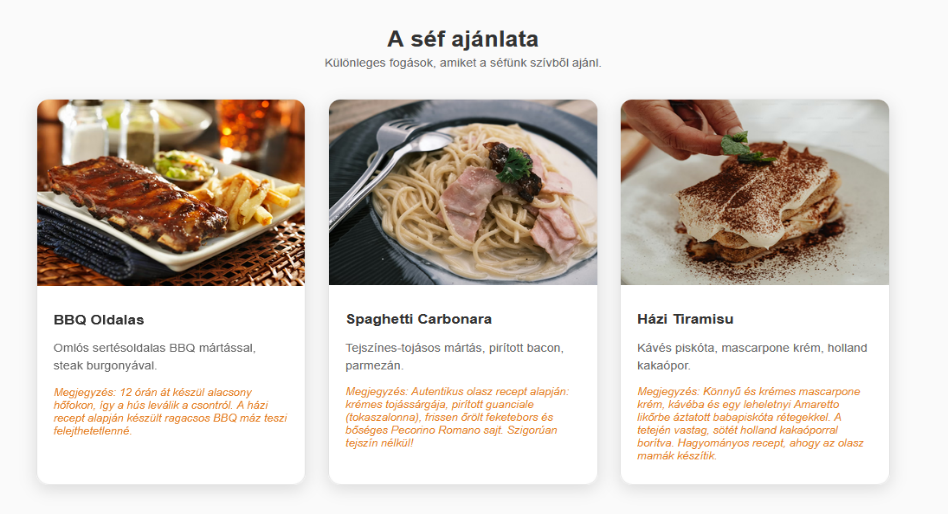 A séf ajánlata
Különleges fogások, amiket a séfünk szívből ajánl.
BBQ Oldalas
Omlós sertésoldalas BBQ mártással,
steak burgonyával.
Megjegyzés: 12 órán át készül alacsony
hőfokon, így a hús leválik a csontról. A házi
recept alapján készült ragacsos BBQ máz teszi
felejthetetlenné.
Spaghetti Carbonara
Tejszínes-tojásos mártás, pirított bacon,
parmezán.
Megjegyzés: Autentikus olasz recept alapján:
krémes tojássárgája, pirított guanciale
(tokaszalonna), frissen őrölt feketebors és
bőséges Pecorino Romano sajt. Szigorúan
tejszín nélkül!
Házi Tiramisu
Kávés piskóta, mascarpone krém, holland
kakaópor.
Megjegyzés: Könnyű és krémes mascarpone
krém, kávéba és egy leheletnyi Amaretto
likőrbe áztatott babapiskóta rétegekkel. A
tetején vastag, sötét holland kakaóporral
borítva. Hagyományos recept, ahogy az olasz
mamák készítik.